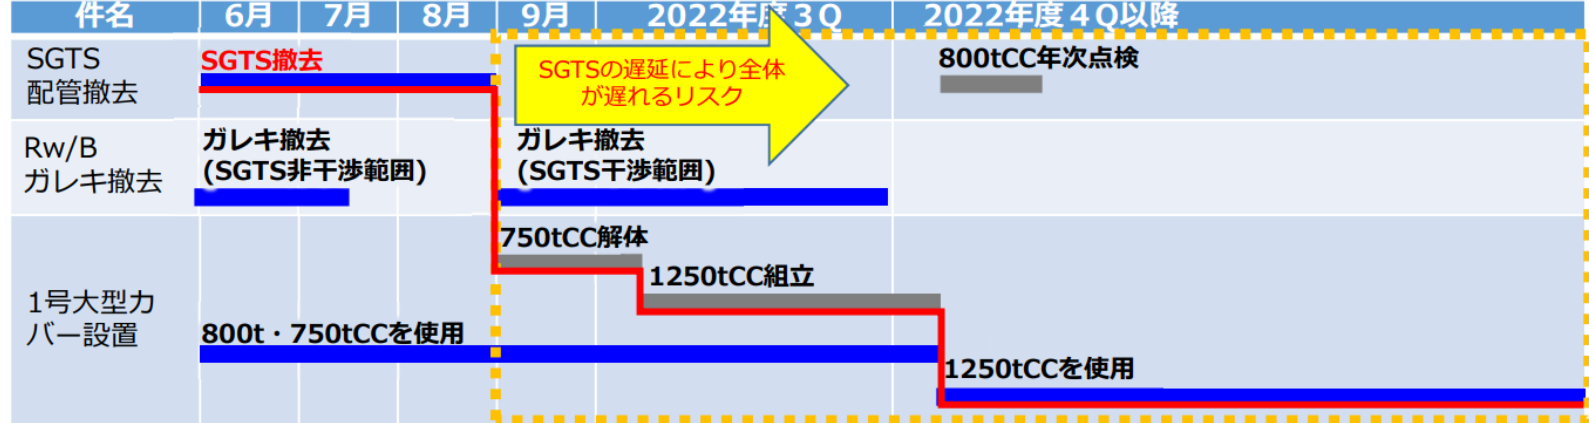 件名 6月 7月 8月 9月 2022年度3Q 2022年度4Q以降
SGTS
配管撤去
SGTS撤去
SGTSの遅延により全体
が遅れるリスク
800tCC年次点検
Rw/B
ガレキ撤去
ガレキ撤去
(SGTS非干渉範囲)
ガレキ撤去
(SGTS干渉範囲)
1号大型カ
バー設置
750tCC解体
1250tCC組立
800t・750tCCを使用
1250tCCを使用